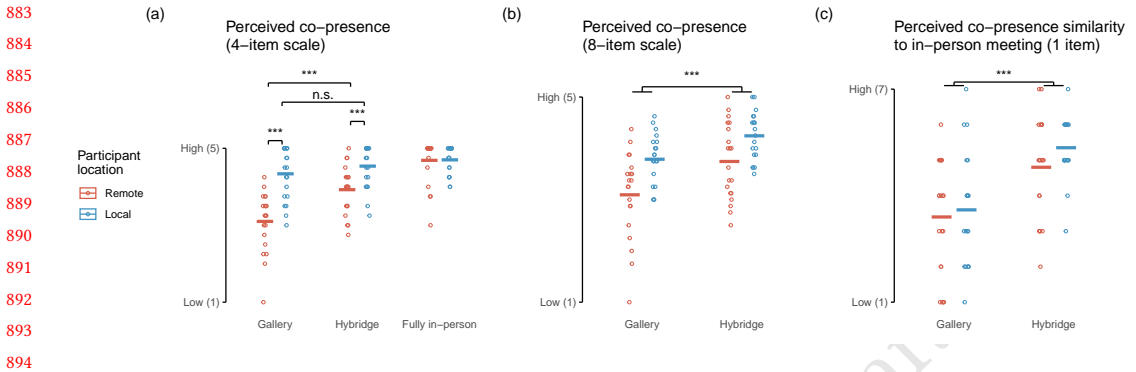 883
884
885
886
887
888
889
890
891
892
893
894
(a)
Perceived co-presence
(4-item scale)
***
n.s.
***
***
High (5)
Low (1)
Gallery
Hybridge
Fully in-person
Participant
location
Remote
Local
(b)
Perceived co-presence
(8-item scale)
***
High (5)
Low (1)
Gallery
Hybridge
(c)
Perceived co-presence similarity
to in-person meeting (1 item)
***
High (7)
Low (1)
Gallery
Hybridge